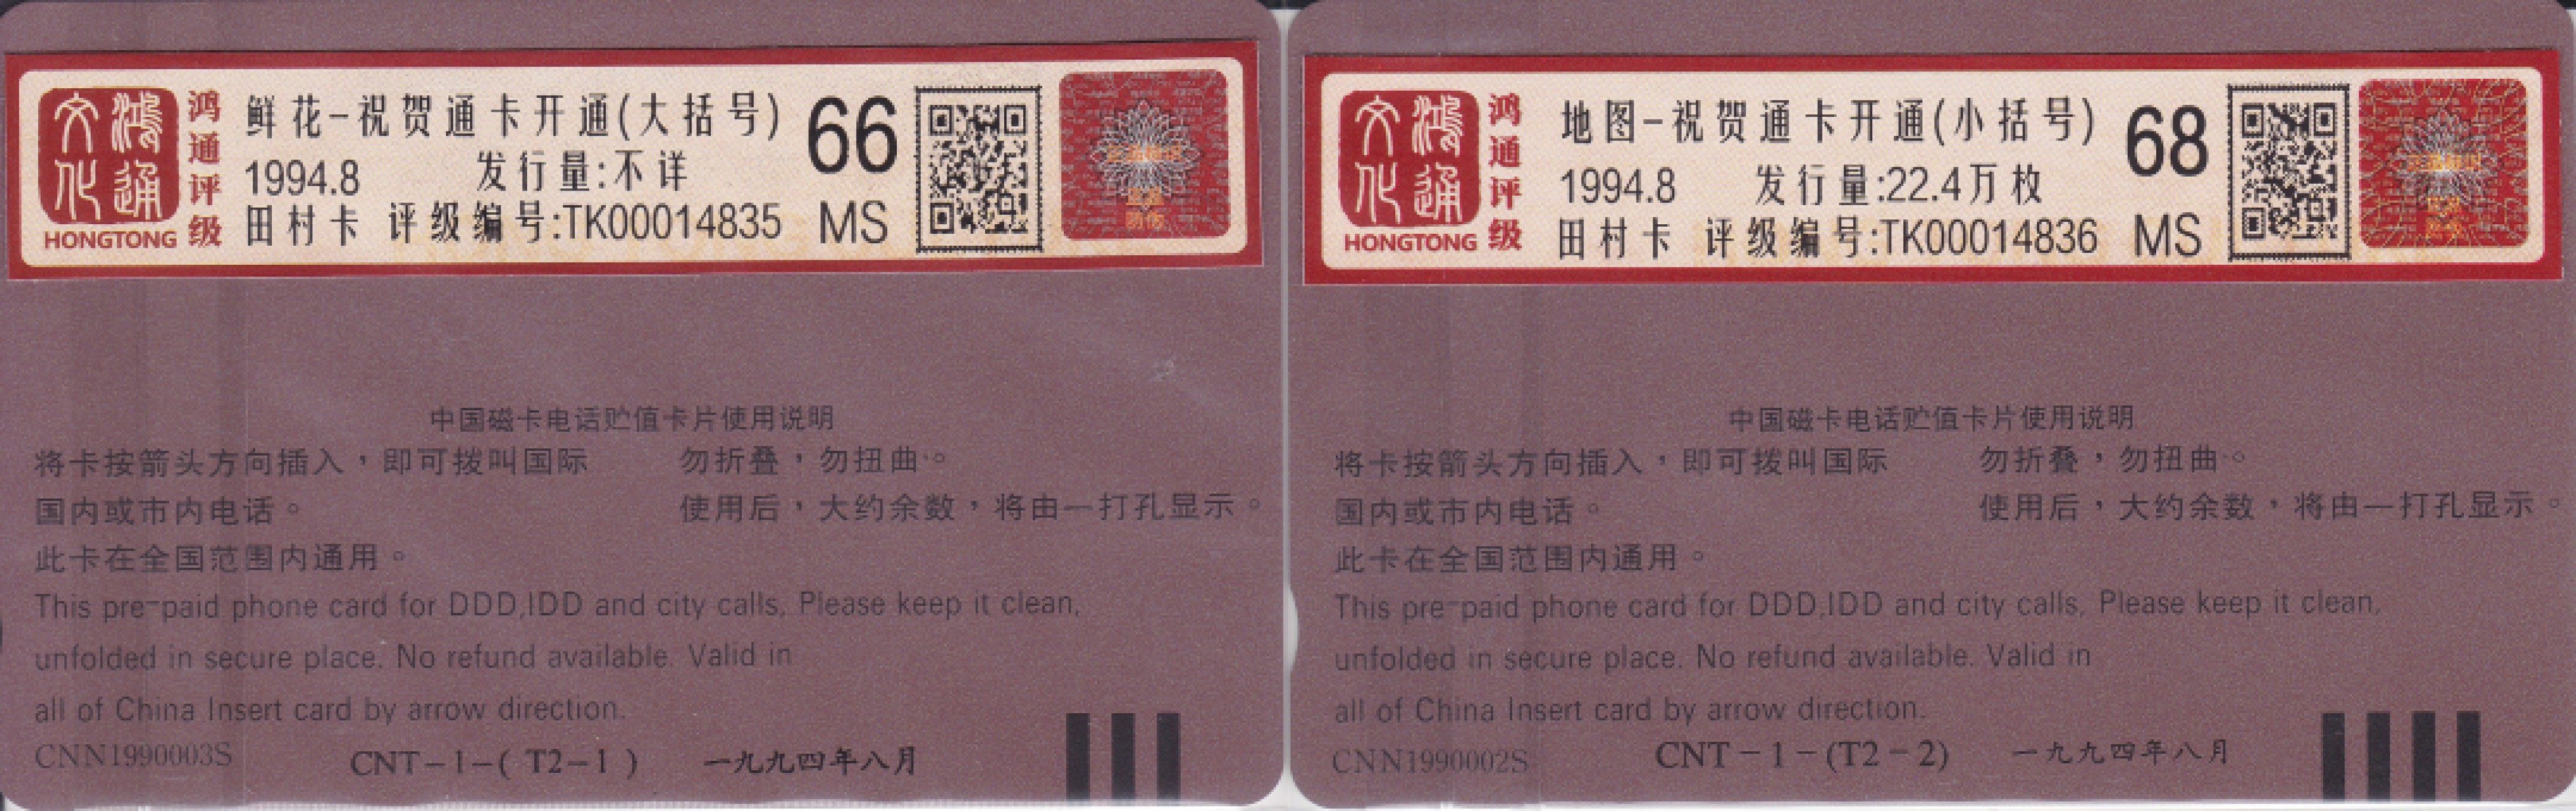 鸿通文化
HONGTONG
鸿通评级
鲜花-祝贺通卡开通(大括号)
1994.8 发行量:不详
田村卡 评级编号:TK00014835
66
MS
中国磁卡电话贮值卡片使用说明
将卡按箭头方向插入，即可拨叫国际
国内或市内电话。
此卡在全国范围内通用。
勿折叠，勿扭曲。
使用后，大约余数，将由一打孔显示。
This pre-paid phone card for DDD,IDD and city calls, Please keep it clean,
unfolded in secure place. No refund available. Valid in
all of China Insert card by arrow direction.
CNN1990003S CNT-1-( T2-1 ) 一九九四年八月
鸿通文化
HONGTONG
鸿通评级
地图-祝贺通卡开通(小括号)
1994.8 发行量:22.4万枚
田村卡 评级编号:TK00014836
68
MS
中国磁卡电话贮值卡片使用说明
将卡按箭头方向插入，即可拨叫国际
国内或市内电话。
此卡在全国范围内通用。
勿折叠，勿扭曲。
使用后，大约余数，将由一打孔显示。
This pre-paid phone card for DDD,IDD and city calls, Please keep it clean,
unfolded in secure place. No refund available. Valid in
all of China Insert card by arrow direction.
CNN1990002S CNT-1-(T2-2) 一九九四年八月